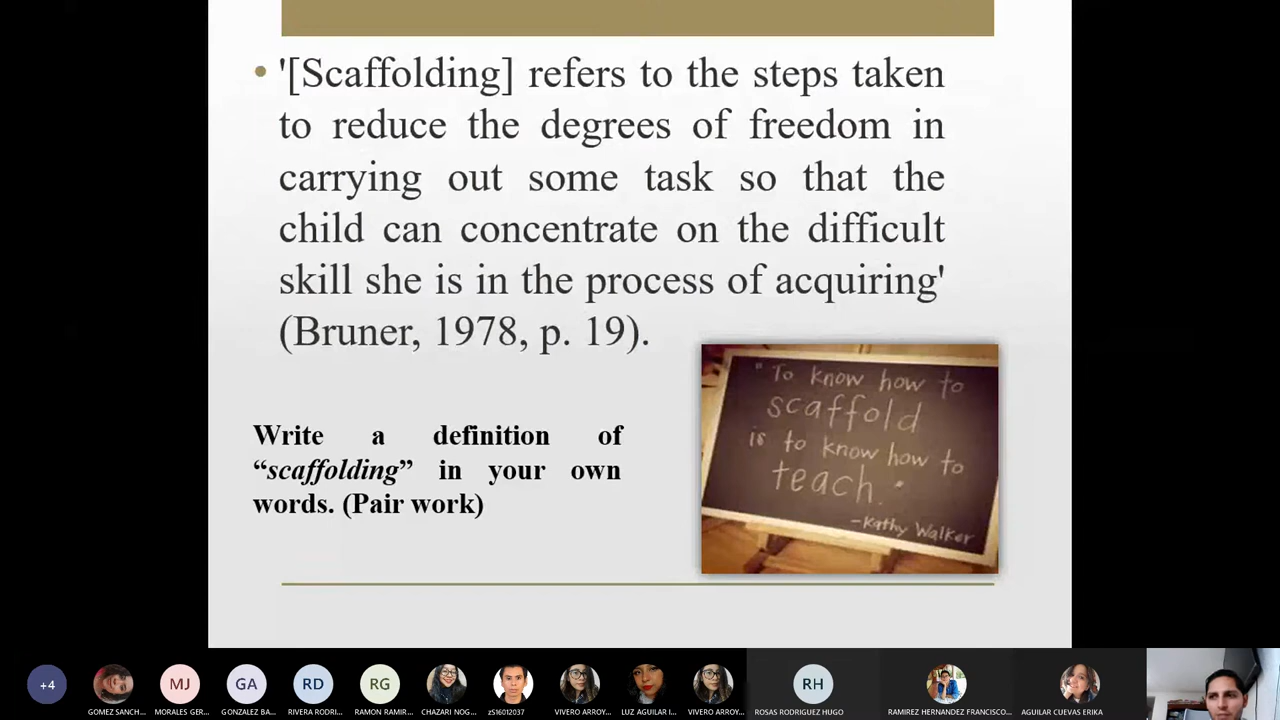 '[Scaffolding] refers to the steps taken
to reduce the degrees of freedom in
carrying out some task so that the
child can concentrate on the difficult
skill she is in the process of acquiring'
(Bruner, 1978, p. 19).
"To know how to
scaffold
is to know how to
teach."
-Kathy Walker
Write a definition of
“scaffolding” in your own
words. (Pair work)
+4
MJ
GA
RD
RG
RH
GOMEZ SANCH...
MORALES GER...
GONZALEZ BA...
RIVERA RODRI...
RAMON RAMIR...
CHAZARI NOG...
zS16012037
VIVERO ARROY...
LUZ AGUILAR I...
VIVERO ARROY...
ROSAS RODRIGUEZ HUGO
RAMIREZ HERNANDEZ FRANCISCO...
AGUILAR CUEVAS ERIKA